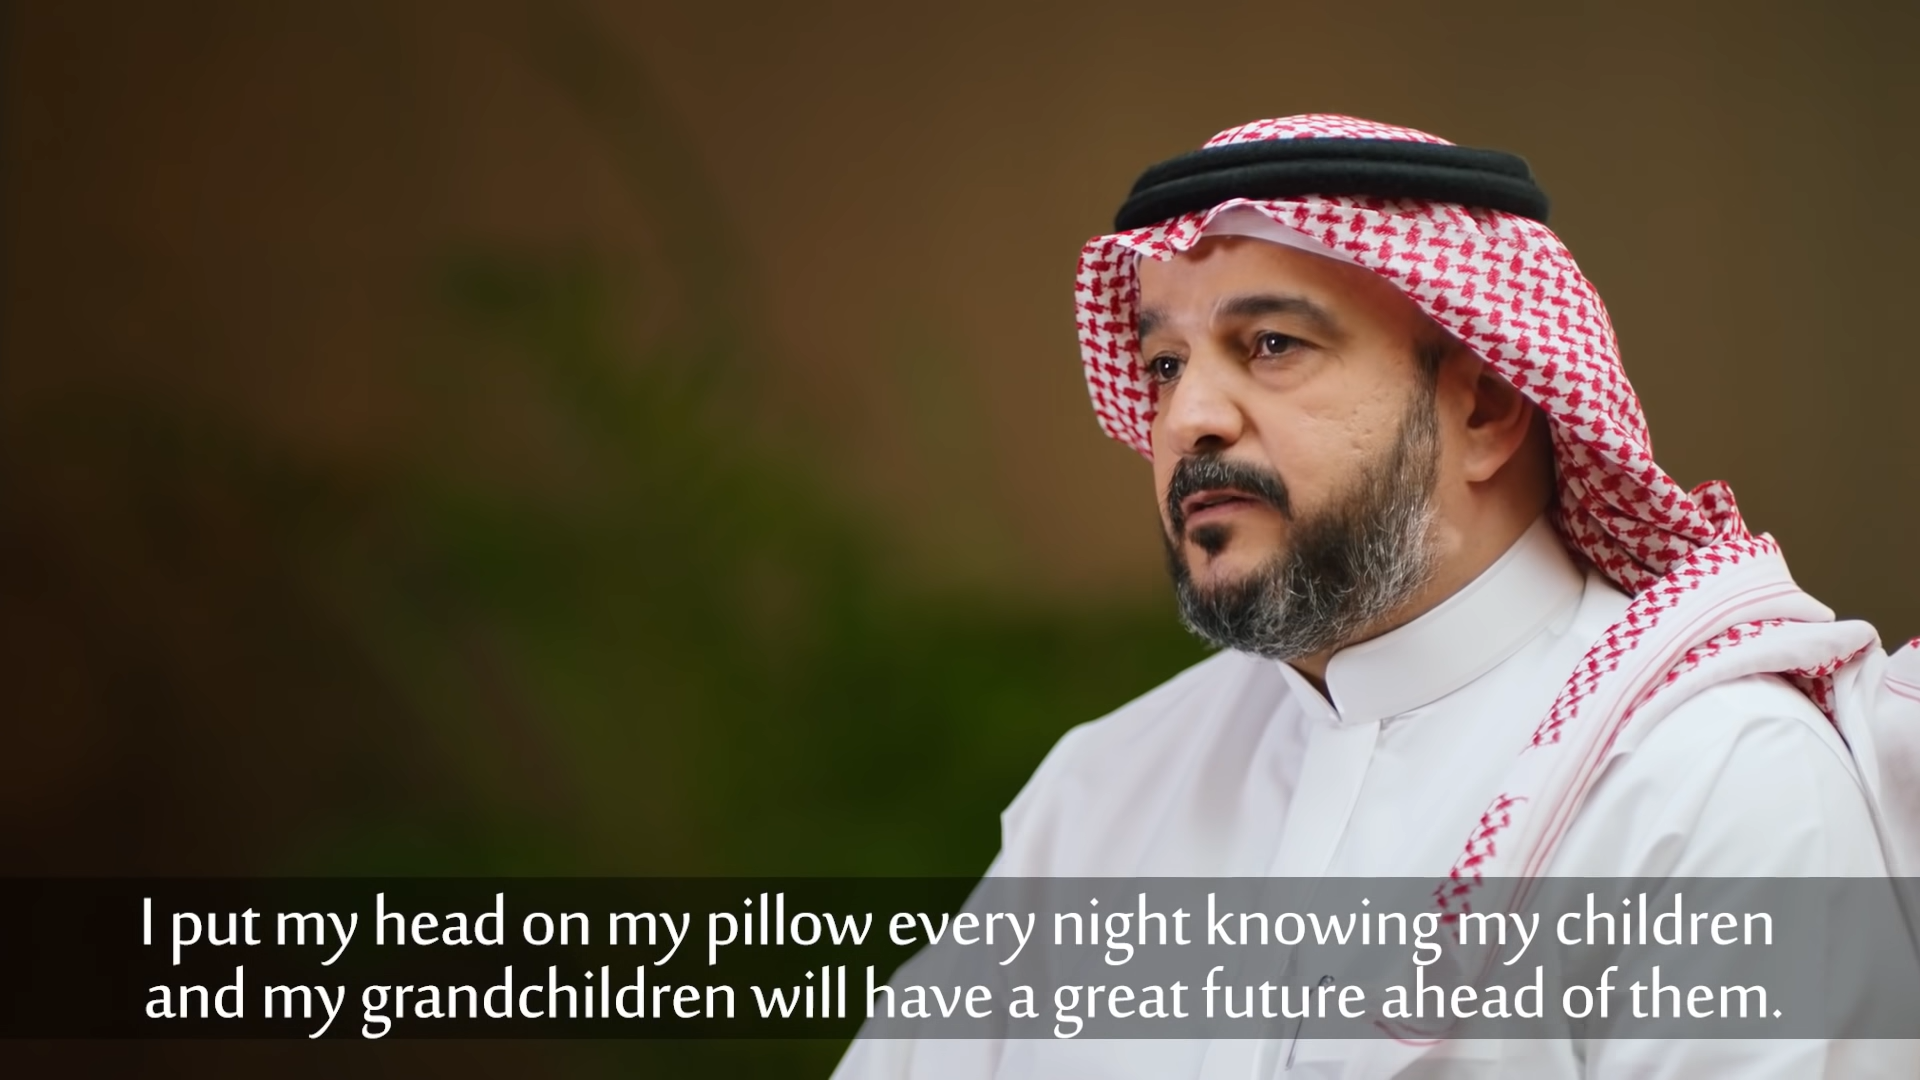 I put my head on my pillow every night knowing my children
and my grandchildren will have a great future ahead of them.